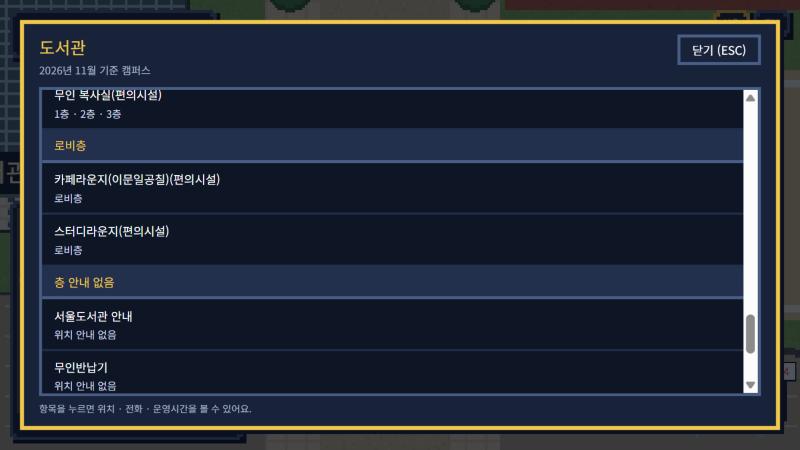 도서관
닫기 (ESC)
2026년 11월 기준 캠퍼스
무인 복사실(편의시설)
1층 · 2층 · 3층
로비층
카페라운지(이문일공칠)(편의시설)
로비층
스터디라운지(편의시설)
로비층
층 안내 없음
서울도서관 안내
위치 안내 없음
무인반납기
위치 안내 없음
항목을 누르면 위치 · 전화 · 운영시간을 볼 수 있어요.